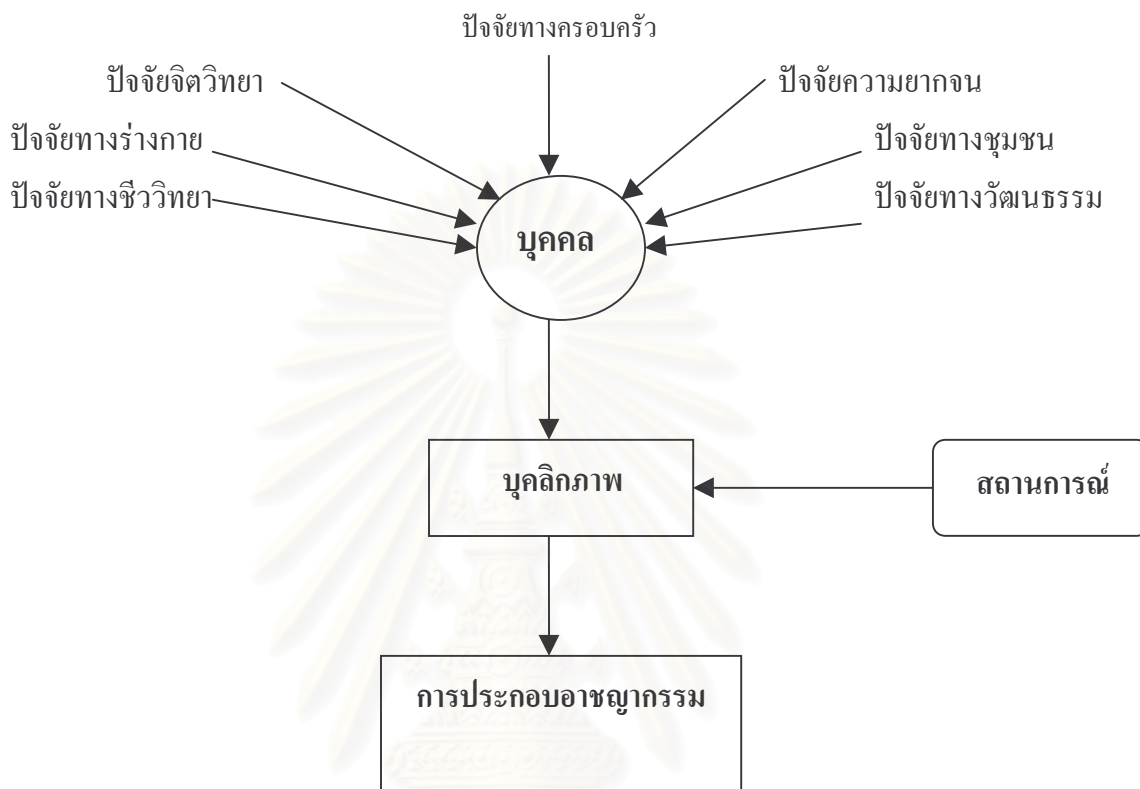 ปัจจัยทางครอบครัว
ปัจจัยจิตวิทยา
ปัจจัยความยากจน
ปัจจัยทางร่างกาย
ปัจจัยทางชุมชน
ปัจจัยทางชีววิทยา
ปัจจัยทางวัฒนธรรม
บุคคล
บุคลิกภาพ
สถานการณ์
การประกอบอาชญากรรม